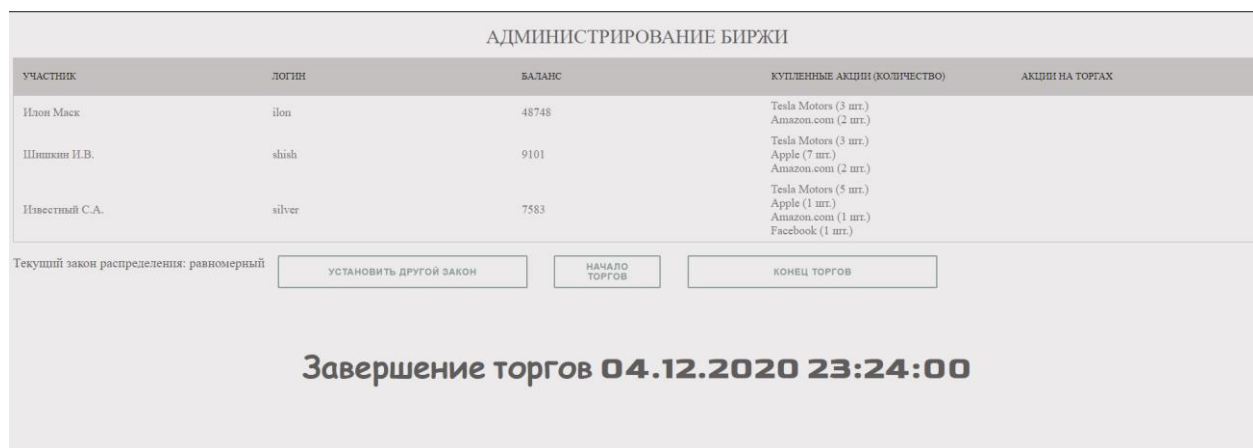 АДМИНИСТРИРОВАНИЕ БИРЖИ
УЧАСТНИК ЛОГИН БАЛАНС КУПЛЕННЫЕ АКЦИИ (КОЛИЧЕСТВО) АКЦИИ НА ТОРГАХ
Илон Маск ilon 48748 Tesla Motors (3 шт.)
Amazon.com (2 шт.)
Шишкин И.В. shish 9101 Tesla Motors (3 шт.)
Apple (7 шт.)
Amazon.com (2 шт.)
Известный С.А. silver 7583 Tesla Motors (5 шт.)
Apple (1 шт.)
Amazon.com (1 шт.)
Facebook (1 шт.)
Текущий закон распределения: равномерный УСТАНОВИТЬ ДРУГОЙ ЗАКОН НАЧАЛО
ТОРГОВ КОНЕЦ ТОРГОВ
Завершение торгов 04.12.2020 23:24:00